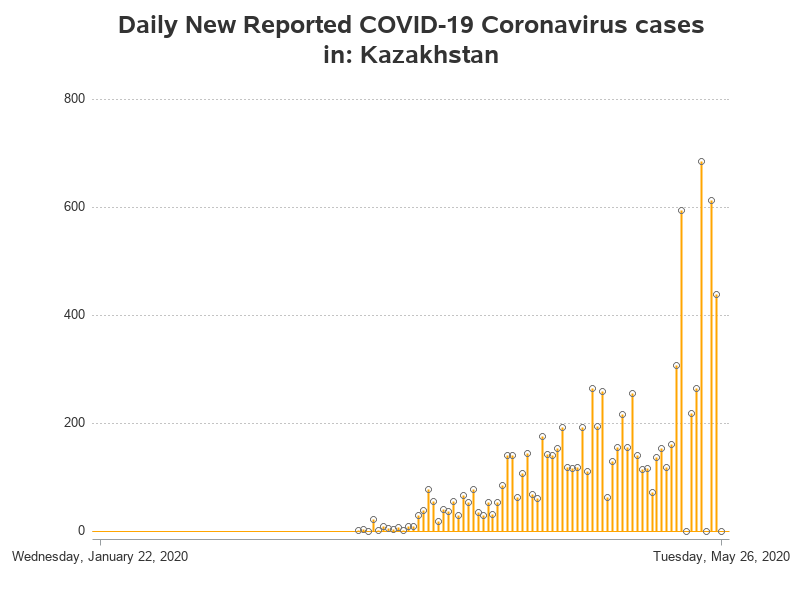 Daily New Reported COVID-19 Coronavirus cases
in: Kazakhstan
800
600
400
200
0
Wednesday, January 22, 2020
Tuesday, May 26, 2020